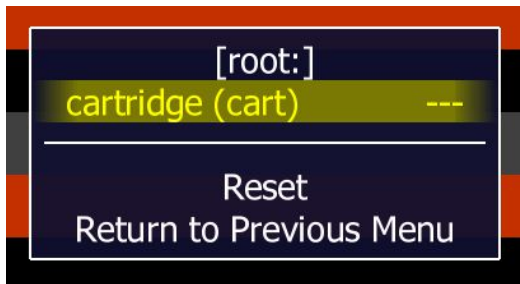 [root:]
cartridge (cart) ---
Reset
Return to Previous Menu